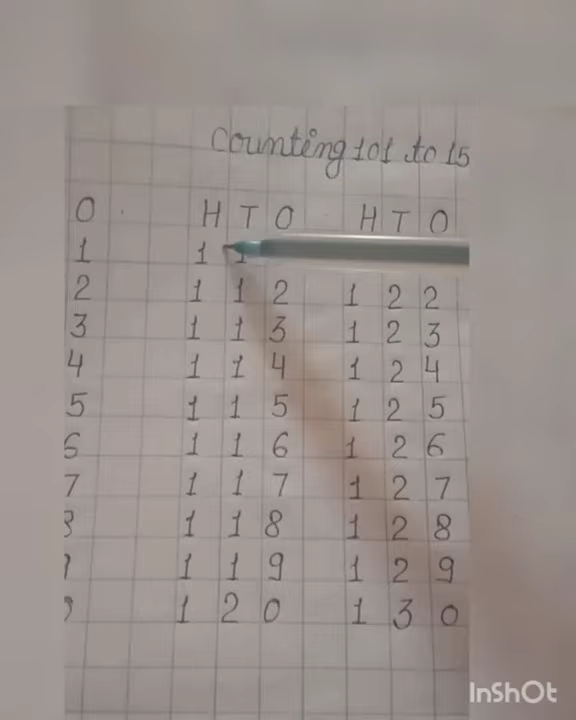 Counting 101 to 15
O H T O H T O
1 1 1
2 1 1 2 1 2 2
3 1 1 3 1 2 3
4 1 1 4 1 2 4
5 1 1 5 1 2 5
6 1 1 6 1 2 6
7 1 1 7 1 2 7
1 1 8 1 2 8
1 1 9 1 2 9
1 2 0 1 3 0
InShOt